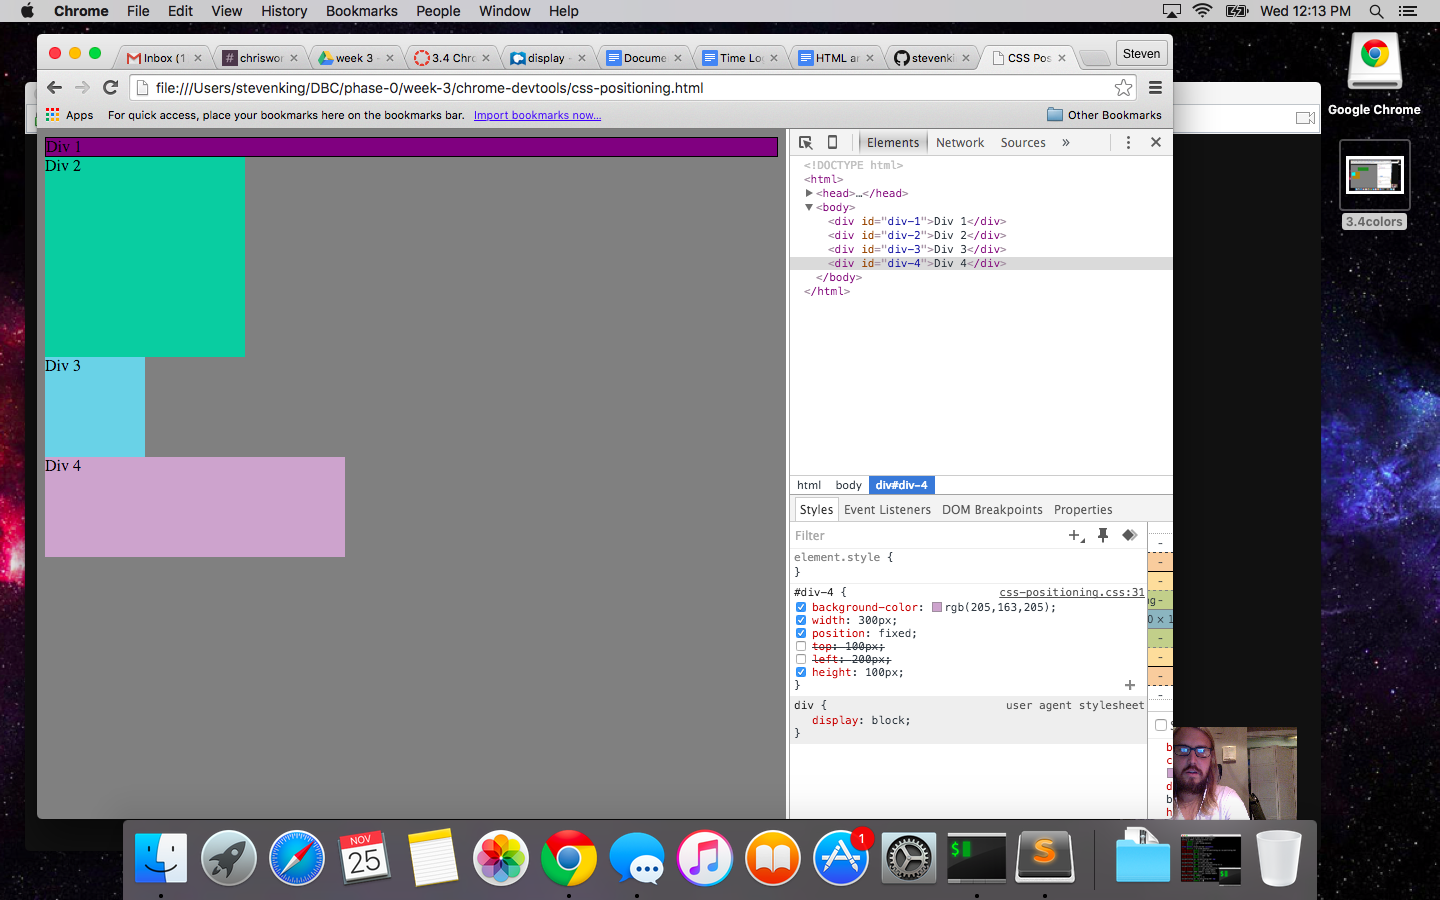 Chrome File Edit View History Bookmarks People Window Help Wed 12:13 PM
Inbox (1 chriswor week 3 - 3.4 Chro display - Docume Time Lo HTML ar stevenki CSS Pos Steven
file:///Users/stevenking/DBC/phase-0/week-3/chrome-devtools/css-positioning.html
Apps For quick access, place your bookmarks here on the bookmarks bar. Import bookmarks now... Other Bookmarks
Google Chrome
3.4colors
Div 1
Div 2
Div 3
Div 4
Elements Network Sources »
<!DOCTYPE html>
<html>
<head>…</head>
<body>
<div id="div-1">Div 1</div>
<div id="div-2">Div 2</div>
<div id="div-3">Div 3</div>
<div id="div-4">Div 4</div>
</body>
</html>
html body div#div-4
Styles Event Listeners DOM Breakpoints Properties
Filter
element.style {
}
#div-4 { css-positioning.css:31
background-color: rgb(205,163,205);
width: 300px;
position: fixed;
top: 100px;
left: 200px;
height: 100px;
}
div { user agent stylesheet
display: block;
}
NOV
25
1